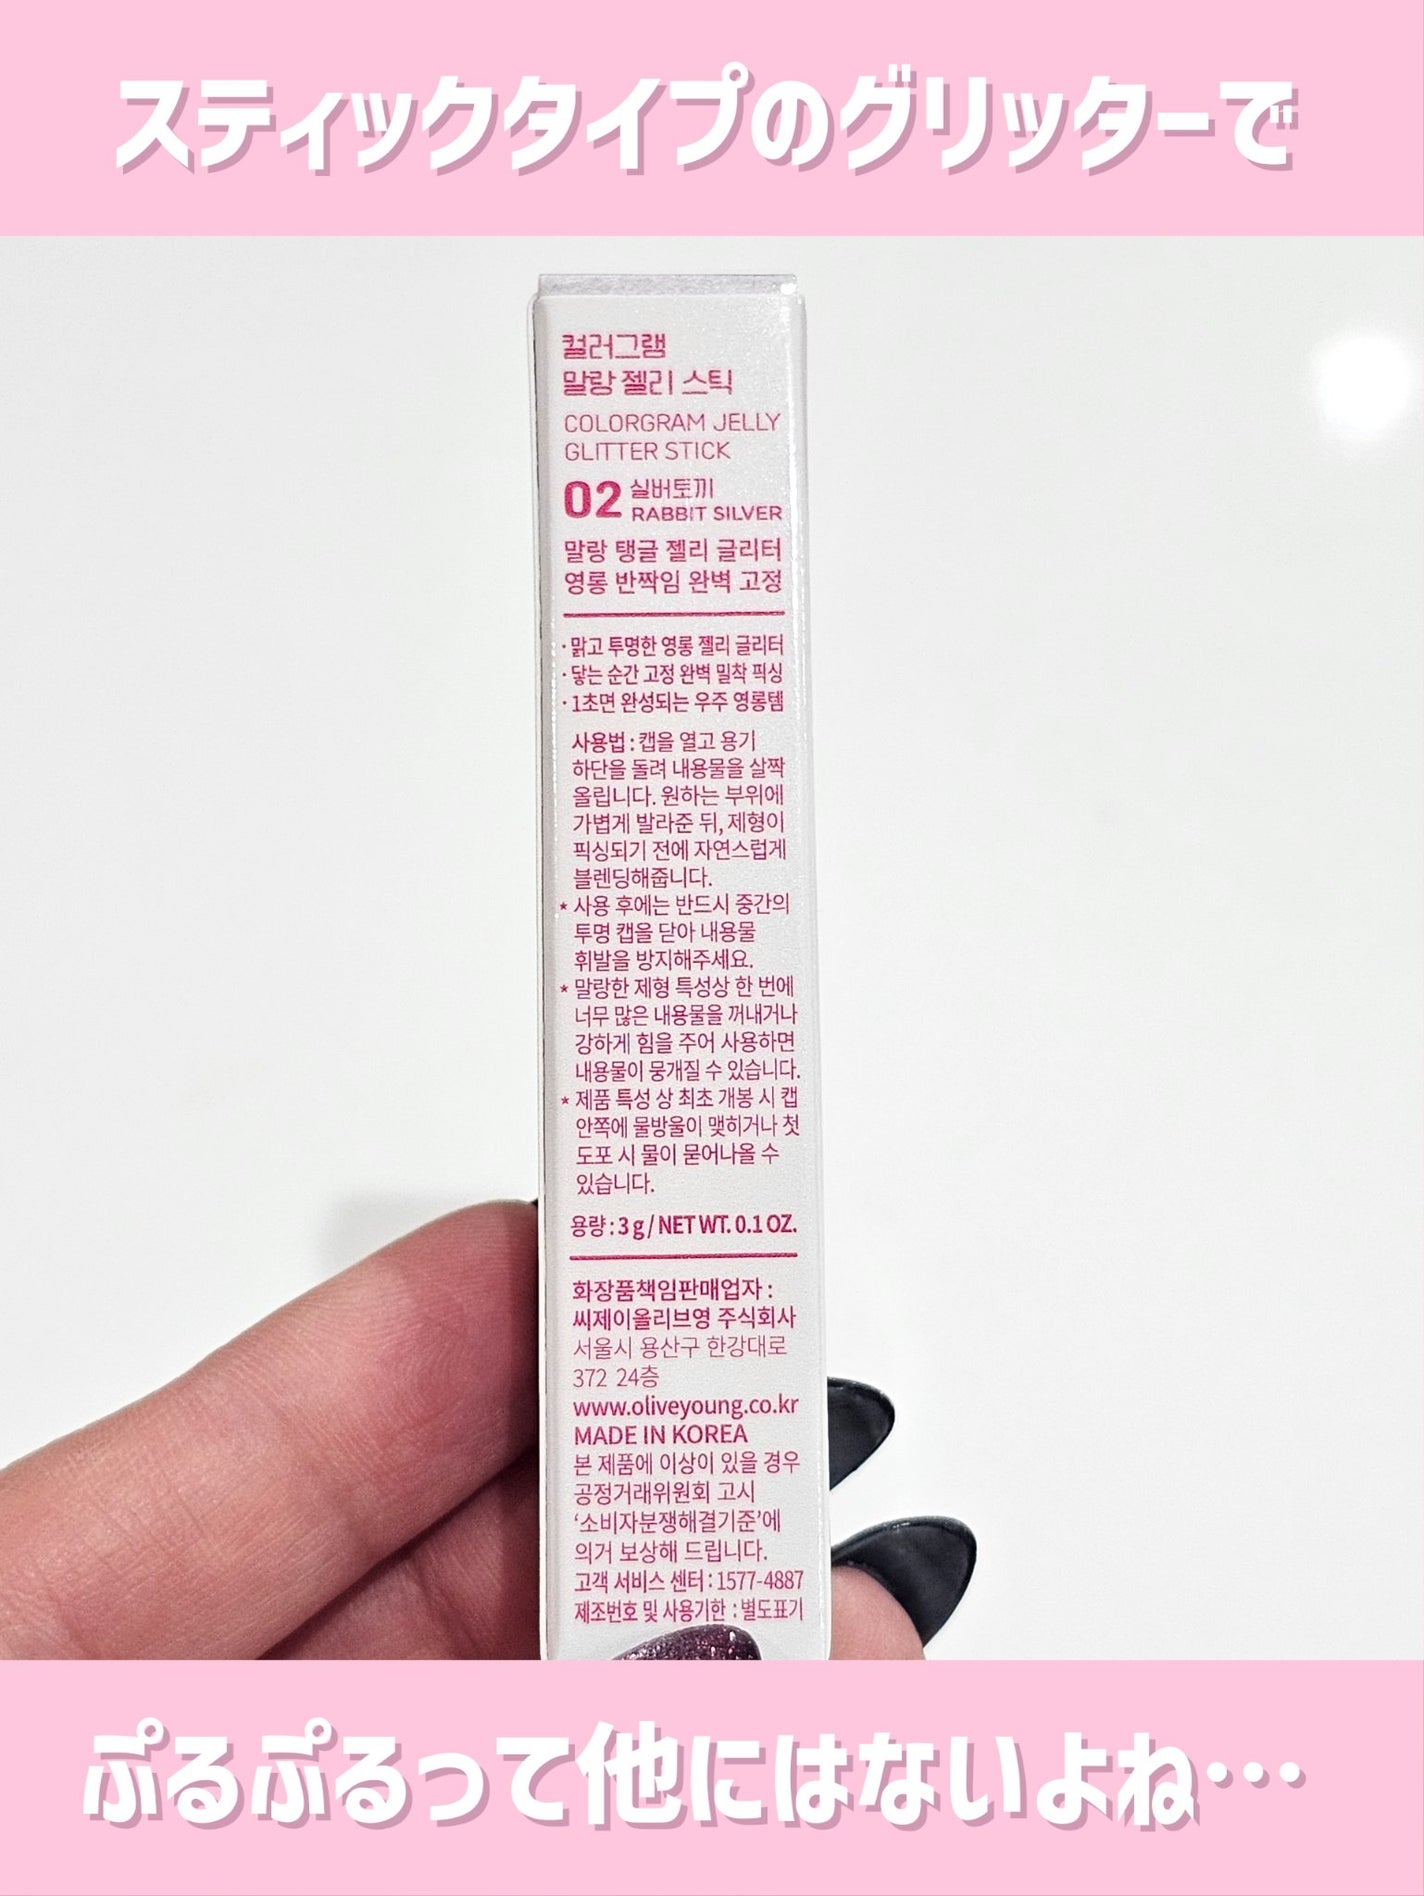 スティックタイプのグリッターで
컬러그램
말랑 젤리 스틱
COLORGRAM JELLY
GLITTER STICK
02 실버토끼
RABBIT SILVER
말랑 탱글 젤리 글리터
영롱 반짝임 완벽 고정
· 맑고 투명한 영롱 젤리 글리터
· 닿는 순간 고정 완벽 밀착 픽싱
· 1초면 완성되는 우주 영롱템
사용법 : 캡을 열고 용기
하단을 돌려 내용물을 살짝
올립니다. 원하는 부위에
가볍게 발라준 뒤, 제형이
픽싱되기 전에 자연스럽게
블렌딩해줍니다.
* 사용 후에는 반드시 중간의
투명 캡을 닫아 내용물
휘발을 방지해주세요.
* 말랑한 제형 특성상 한 번에
너무 많은 내용물을 꺼내거나
강하게 힘을 주어 사용하면
내용물이 뭉개질 수 있습니다.
* 제품 특성 상 최초 개봉 시 캡
안쪽에 물방울이 맺히거나 첫
도포 시 물이 묻어나올 수
있습니다.
용량 : 3 g / NET WT. 0.1 OZ.
화장품책임판매업자 :
씨제이올리브영 주식회사
서울시 용산구 한강대로
372 24층
www.oliveyoung.co.kr
MADE IN KOREA
본 제품에 이상이 있을 경우
공정거래위원회 고시
‘소비자분쟁해결기준’에
의거 보상해 드립니다.
고객 서비스 센터 : 1577-4887
제조번호 및 사용기한 : 별도표기
ぷるぷるって他にはないよね…